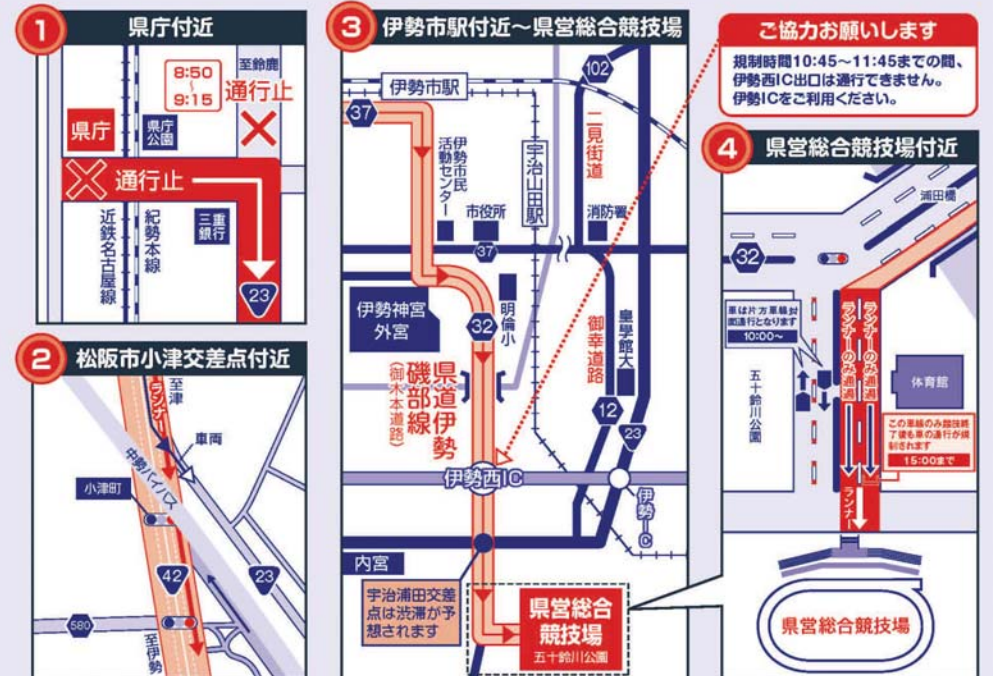 1
県庁付近
8:50
〜
9:15
至鈴鹿
通行止
県庁
県庁
公園
通行止
近鉄名古屋線
紀勢本線
三重
銀行
23
2
松阪市小津交差点付近
至津
ランナー
車両
中勢バイパス
小津町
42
23
580
至伊勢
3
伊勢市駅付近〜県営総合競技場
伊勢市駅
102
37
伊勢市民
活動センター
宇治山田駅
二見街道
市役所
消防署
37
伊勢神宮
外宮
明倫小
32
御幸道路
皇學館大
県道伊勢
磯部線
(御木本道路)
12
23
伊勢西IC
伊勢IC
内宮
宇治浦田交差
点は渋滞が予
想されます
県営総合
競技場
五十鈴川公園
ご協力お願いします
規制時間10:45〜11:45までの間、
伊勢西IC出口は通行できません。
伊勢ICをご利用ください。
4
県営総合競技場付近
浦田橋
32
車は片方車線対
面通行となります
10:00〜
ランナーのみ通過
ランナーのみ通過
五十鈴川公園
体育館
この車線のみ競技終
了後も車の通行が規
制されます
15:00まで
ランナー
県営総合競技場